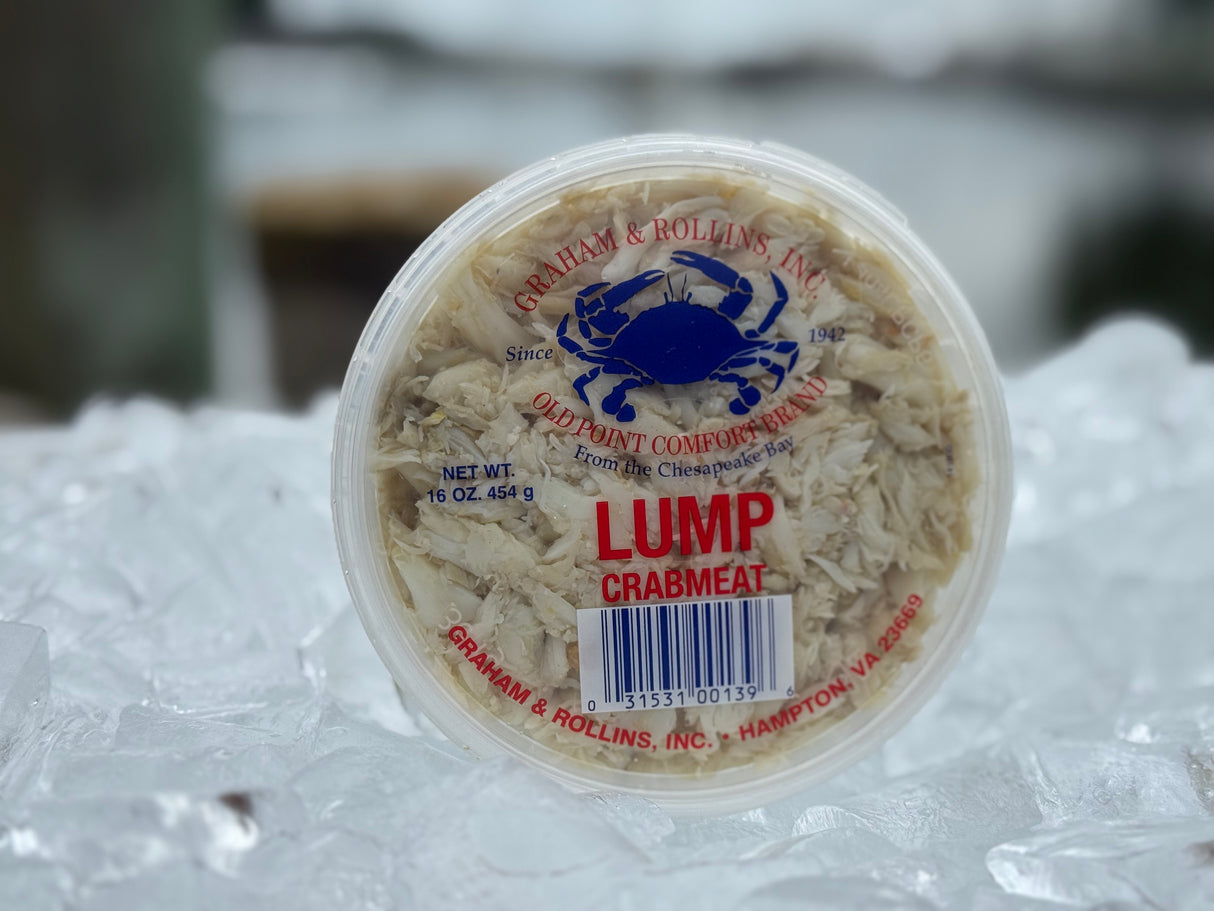 GRAHAM & ROLLINS, INC.
Since 1942
OLD POINT COMFORT BRAND
From the Chesapeake Bay
NET WT.
16 OZ. 454 g
LUMP
CRABMEAT
0 31531 00139 6
GRAHAM & ROLLINS, INC. • HAMPTON, VA 23669